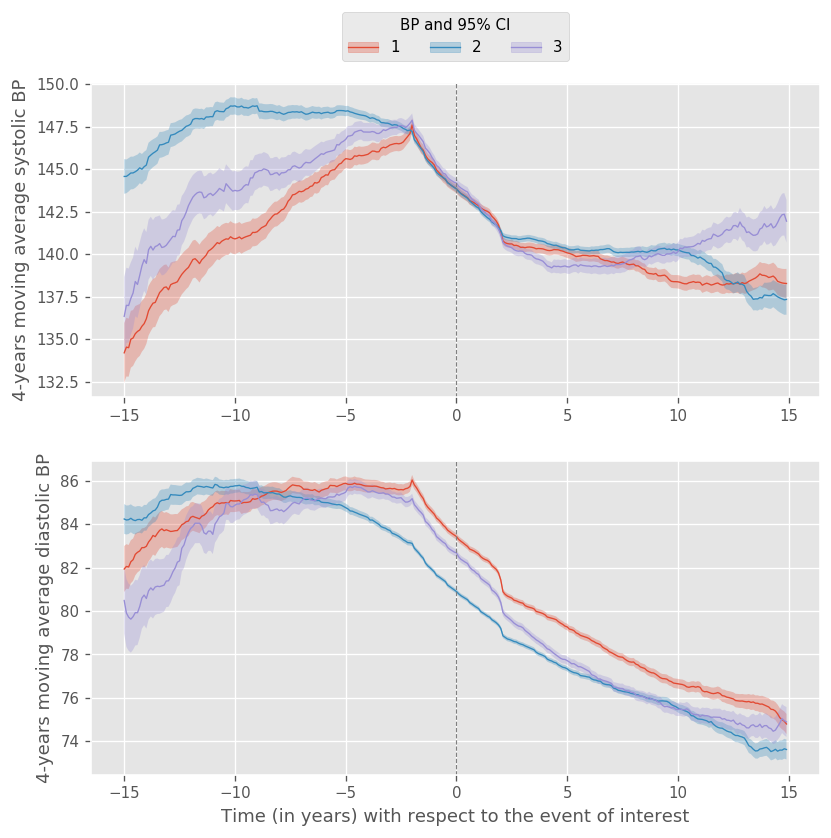 BP and 95% CI
1 2 3
4-years moving average systolic BP
150.0
147.5
145.0
142.5
140.0
137.5
135.0
132.5
−15 −10 −5 0 5 10 15
4-years moving average diastolic BP
86
84
82
80
78
76
74
−15 −10 −5 0 5 10 15
Time (in years) with respect to the event of interest